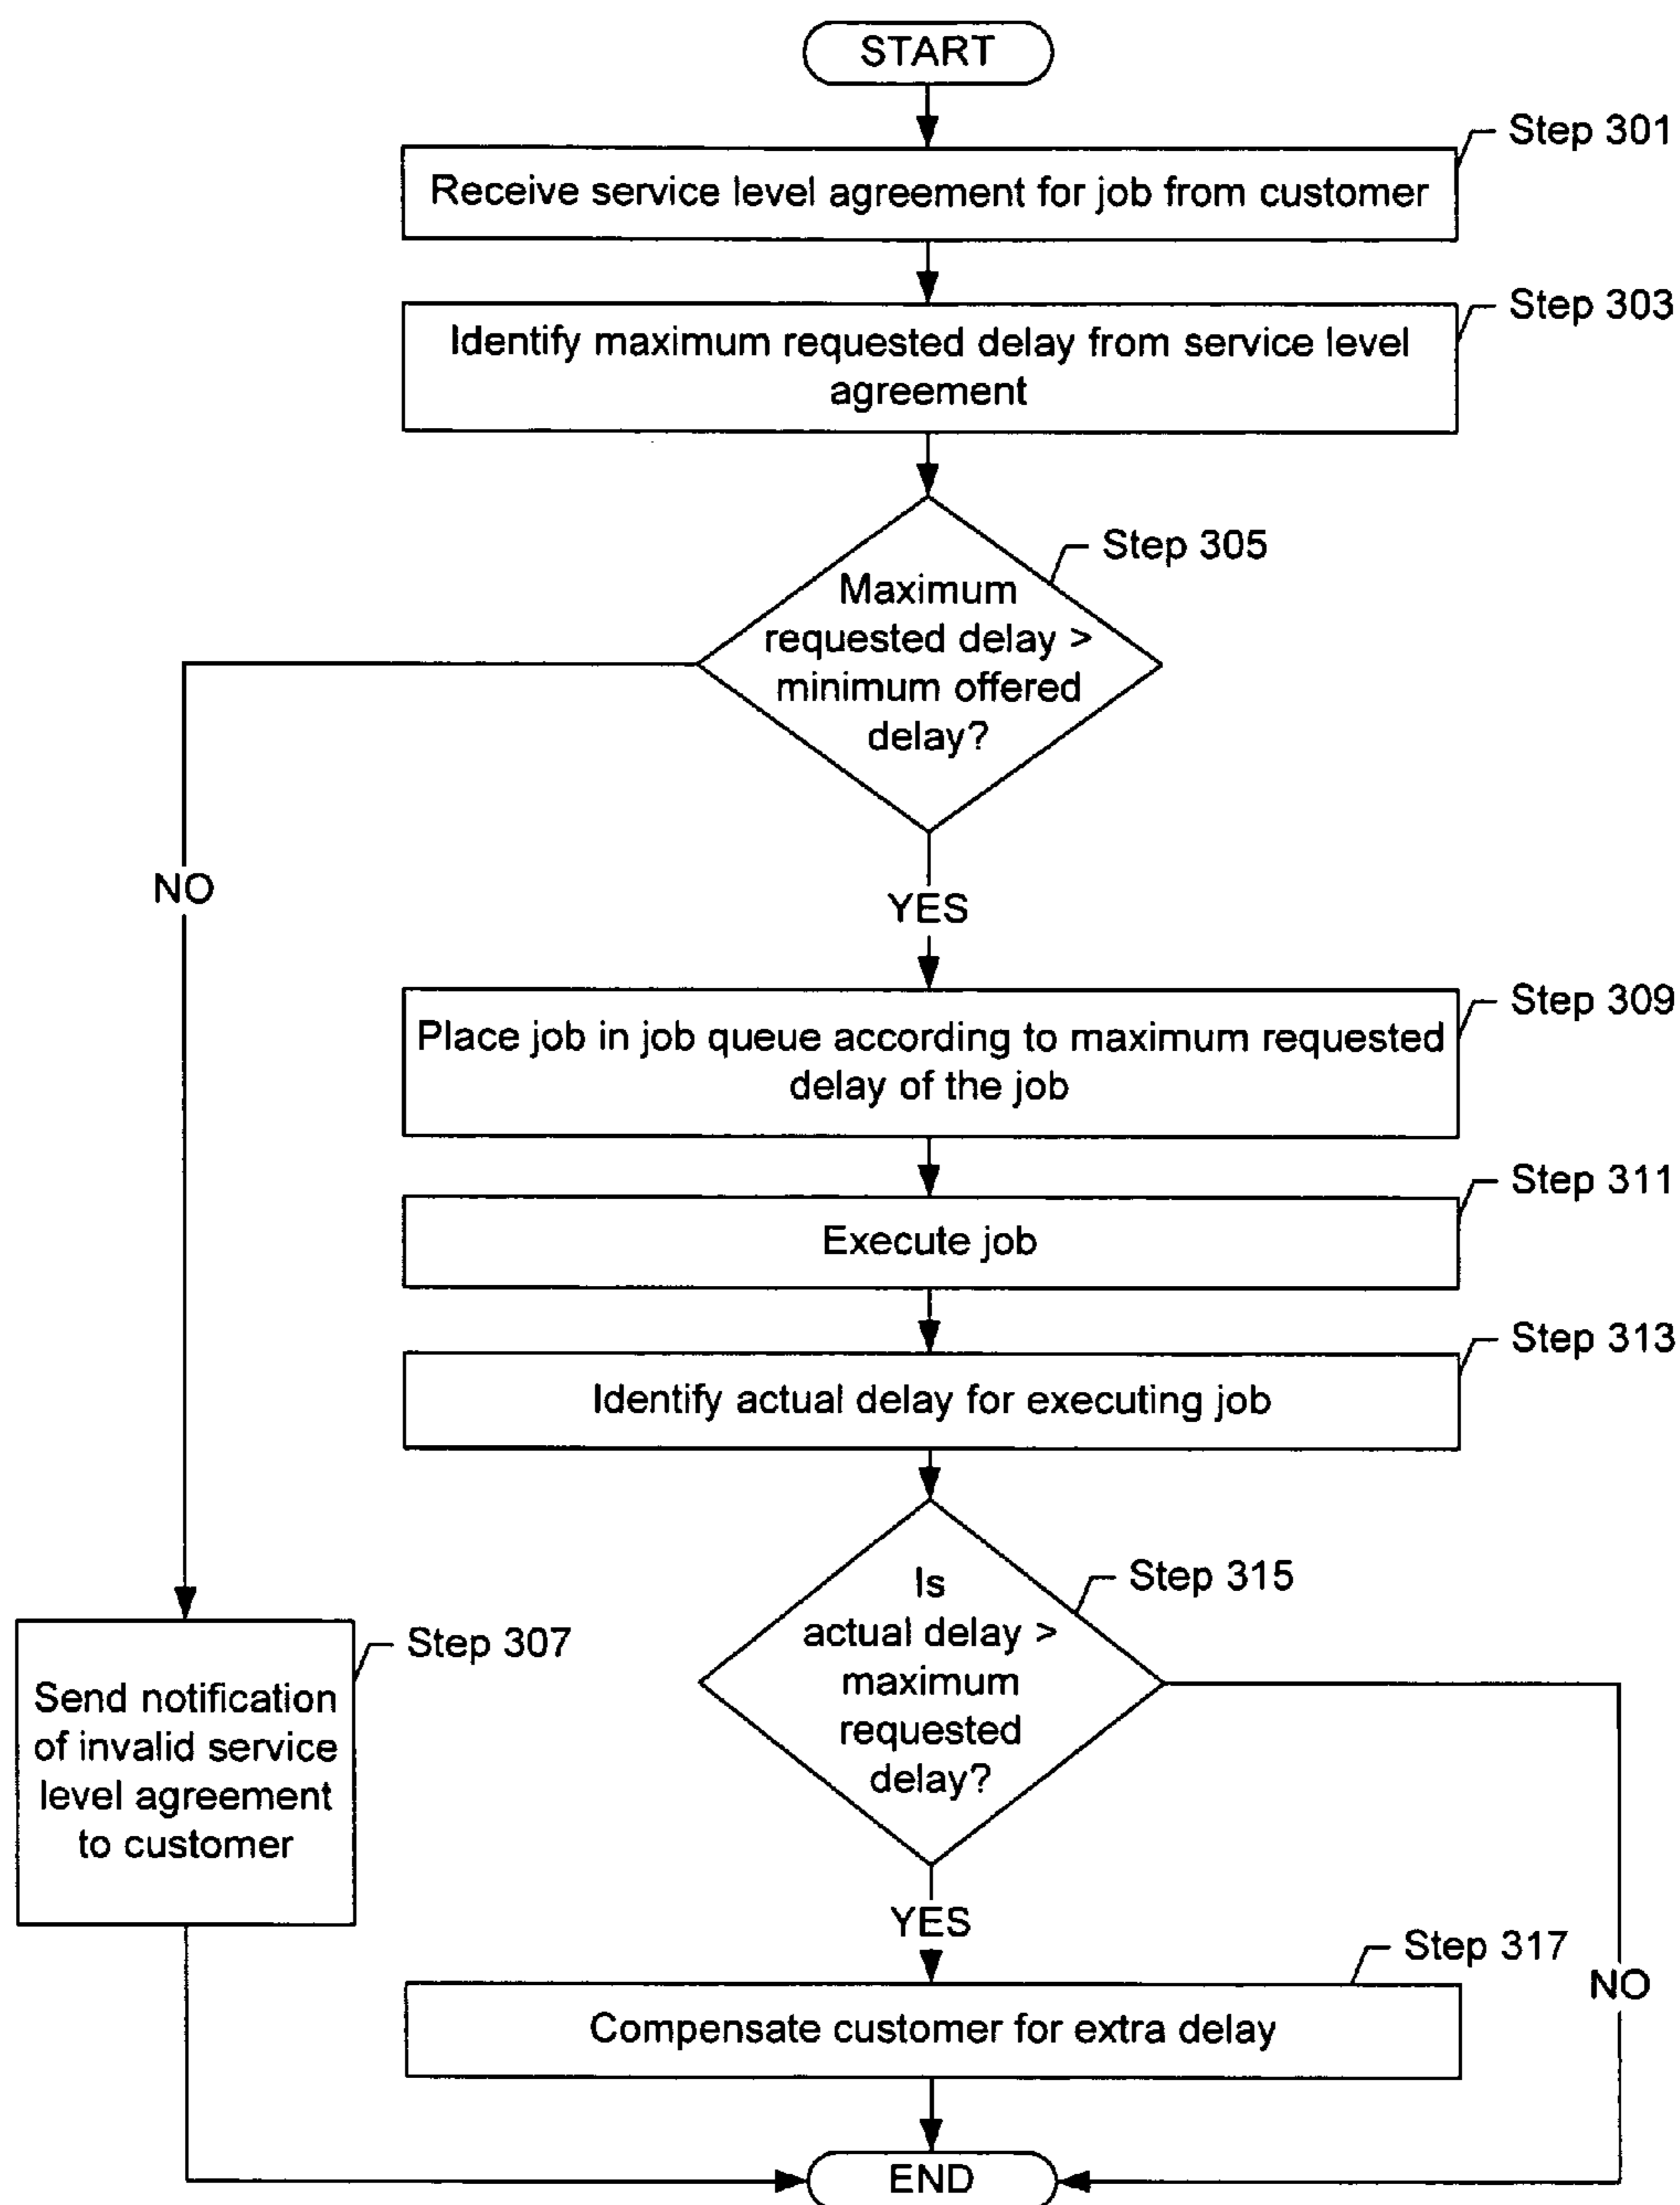 START
Step 301
Receive service level agreement for job from customer
Step 303
Identify maximum requested delay from service level
agreement
Step 305
Maximum
requested delay >
minimum offered
delay?
NO
YES
Step 309
Place job in job queue according to maximum requested
delay of the job
Step 311
Execute job
Step 313
Identify actual delay for executing job
Step 315
Is
actual delay >
maximum
requested
delay?
Step 307
Send notification
of invalid service
level agreement
to customer
YES
NO
Step 317
Compensate customer for extra delay
END